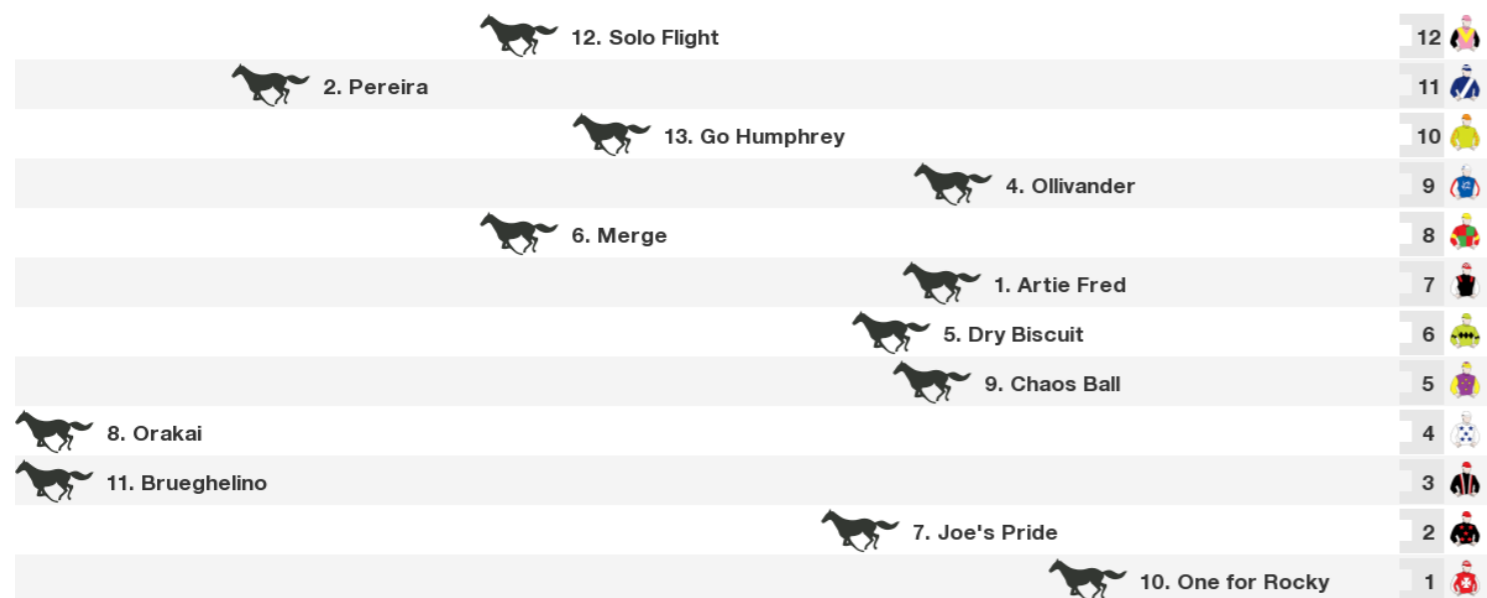 12. Solo Flight 12
2. Pereira 11
13. Go Humphrey 10
4. Ollivander 9
6. Merge 8
1. Artie Fred 7
5. Dry Biscuit 6
9. Chaos Ball 5
8. Orakai 4
11. Brueghelino 3
7. Joe's Pride 2
10. One for Rocky 1